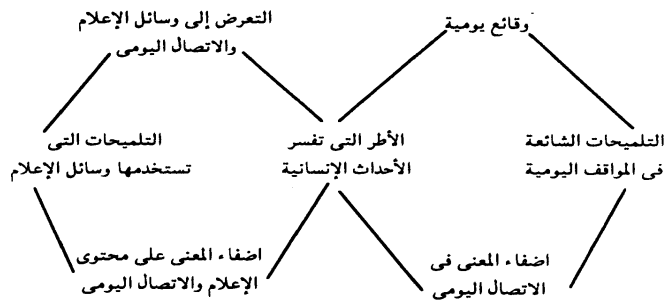 وقائع يومية
التعرض إلى وسائل الإعلام
والاتصال اليومى
التلميحات الشائعة
فى المواقف اليومية
الأطر التى تفسر
الأحداث الإنسانية
التلميحات التى
تستخدمها وسائل الإعلام
اضفاء المعنى فى
الاتصال اليومى
اضفاء المعنى على محتوى
الإعلام والاتصال اليومى